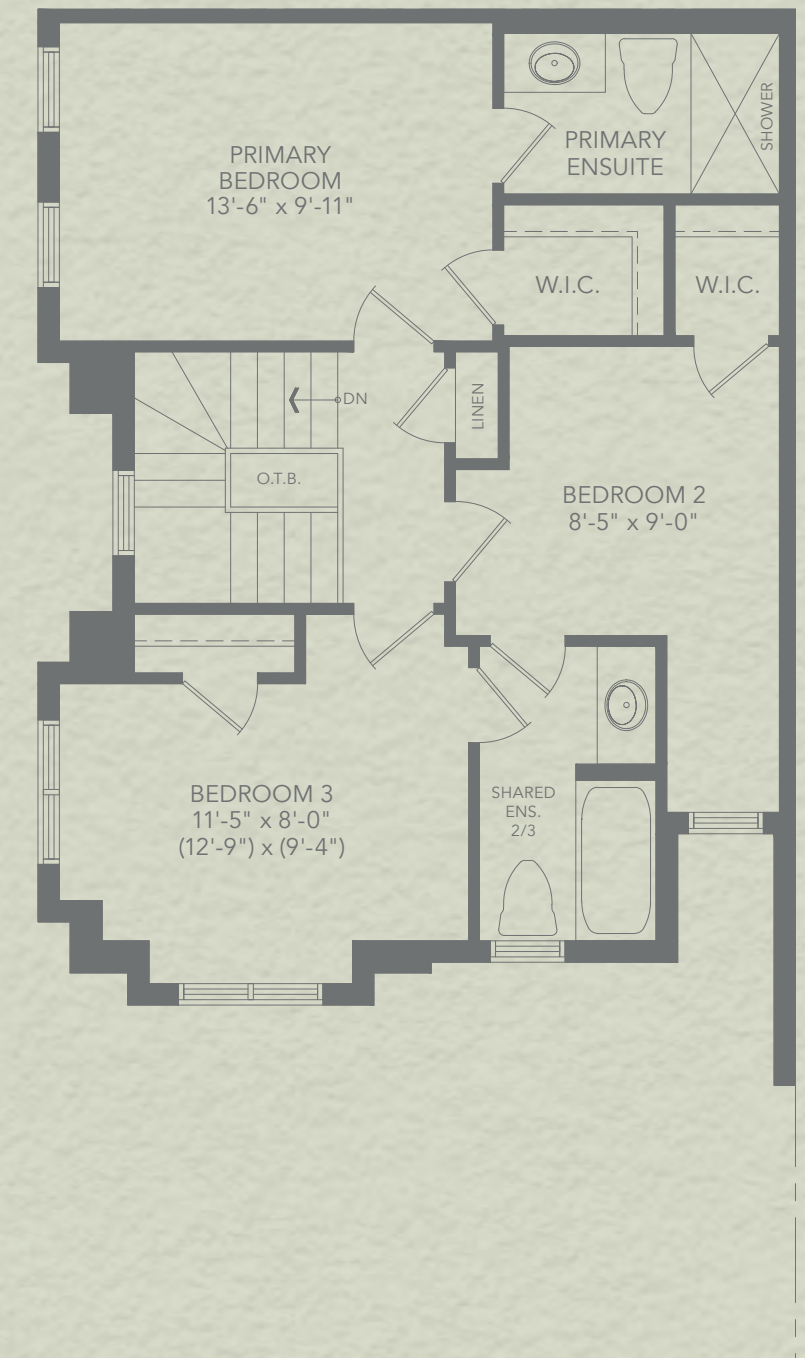 PRIMARY
BEDROOM
13'-6" x 9'-11"
PRIMARY
ENSUITE
SHOWER
W.I.C.
W.I.C.
DN
LINEN
O.T.B.
BEDROOM 2
8'-5" x 9'-0"
BEDROOM 3
11'-5" x 8'-0"
(12'-9") x (9'-4")
SHARED
ENS.
2/3